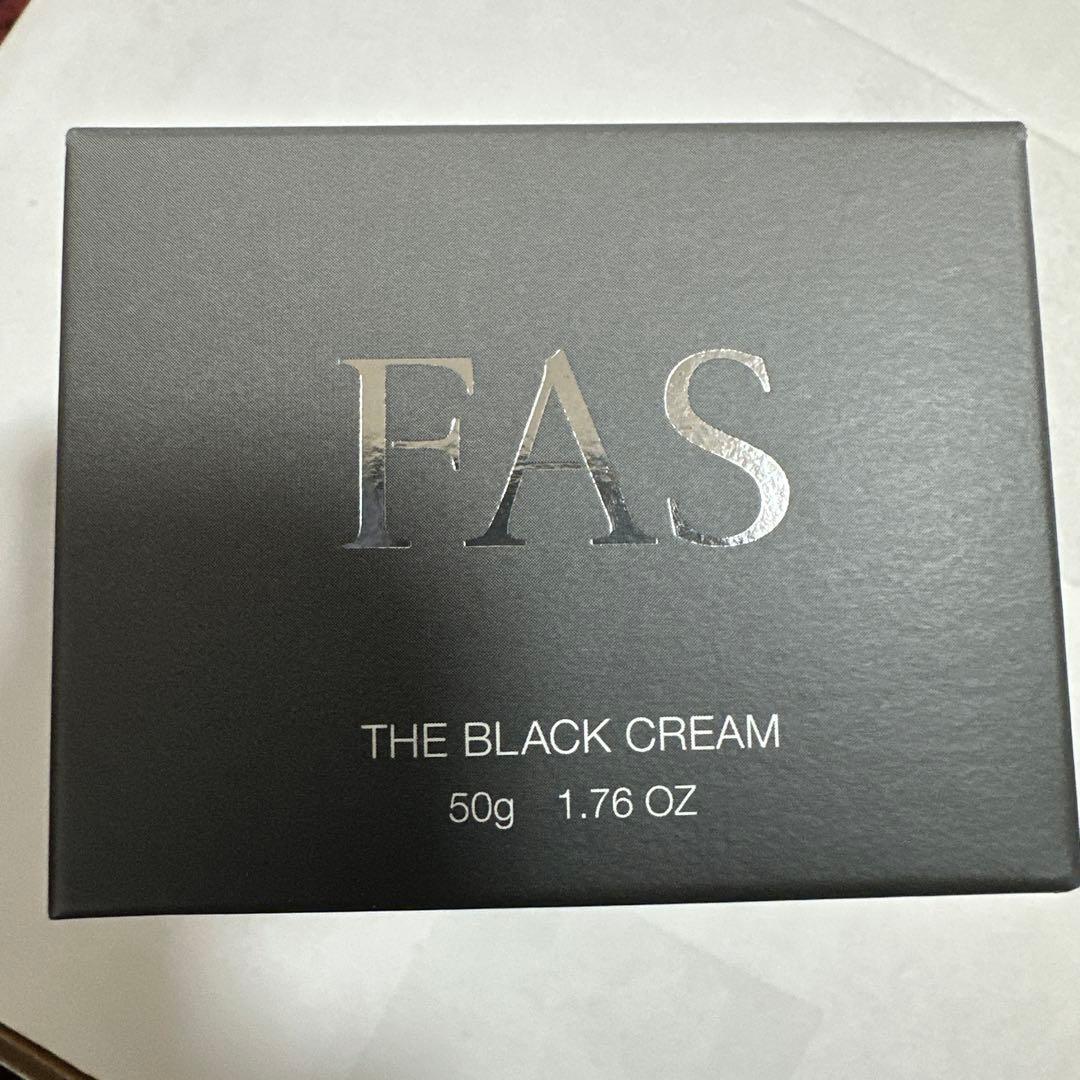 FAS
THE BLACK CREAM
50g 1.76 OZ